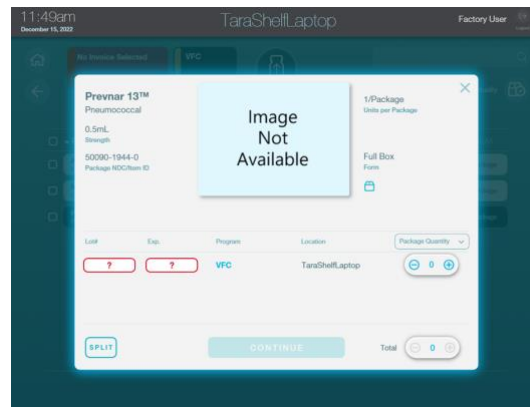 11:49am
December 15, 2022
TaraShelfLaptop
Factory User
No Invoice Selected
VFC
Prevnar 13™
Pneumococcal
0.5mL
Strength
50090-1944-0
Package NDC/Item ID
Image
Not
Available
1/Package
Units per Package
Full Box
Form
Lot#
Exp.
Program
Location
Package Quantity
?
?
VFC
TaraShelfLaptop
0
SPLIT
CONTINUE
Total
0